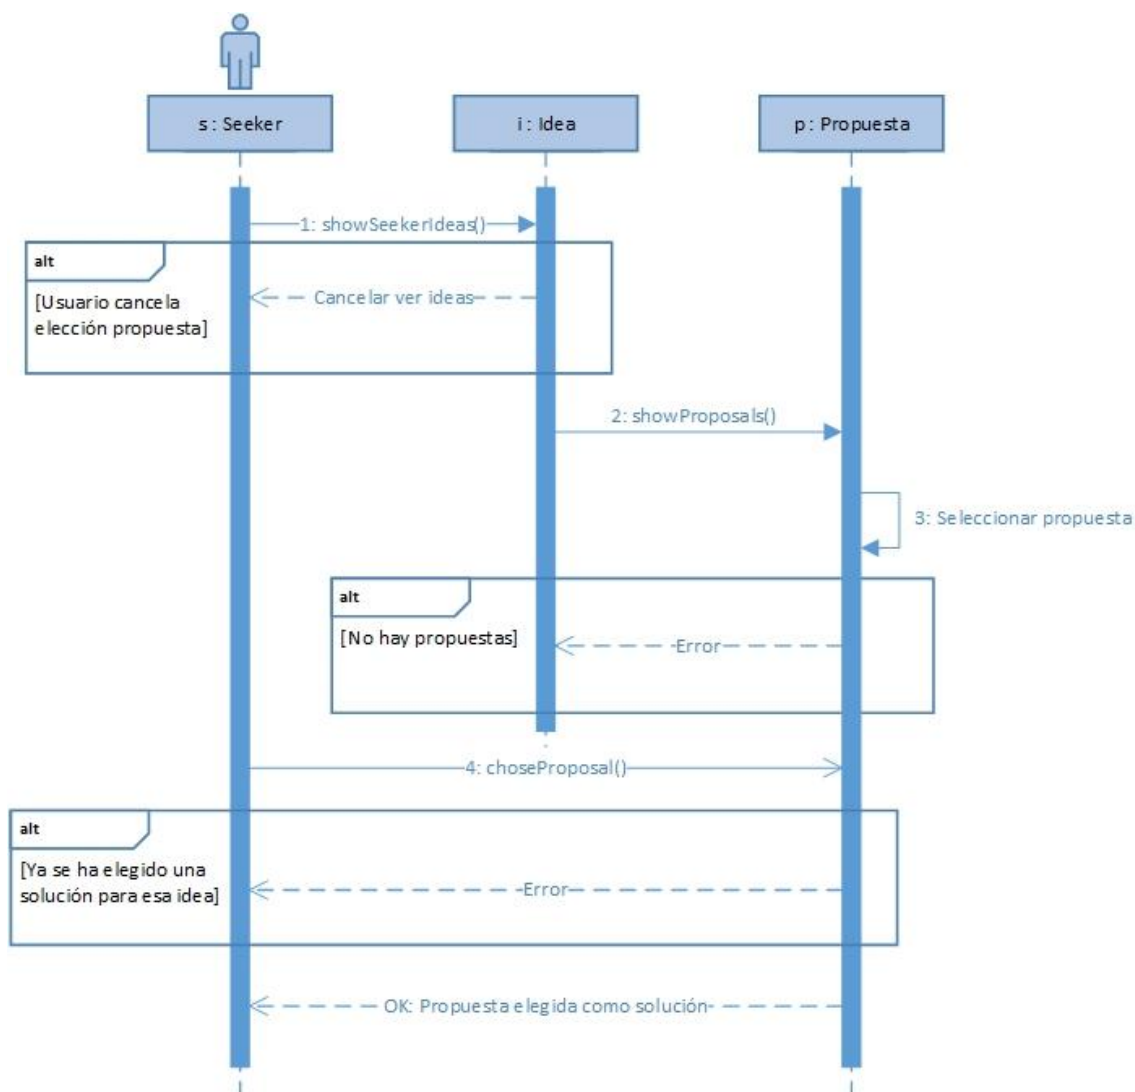 s : Seeker
i : Idea
p : Propuesta
1: showSeekerIdeas()
alt
[Usuario cancela
elección propuesta]
Cancelar ver ideas
2: showProposals()
3: Seleccionar propuesta
alt
[No hay propuestas]
Error
4: choseProposal()
alt
[Ya se ha elegido una
solución para esa idea]
Error
OK: Propuesta elegida como solución